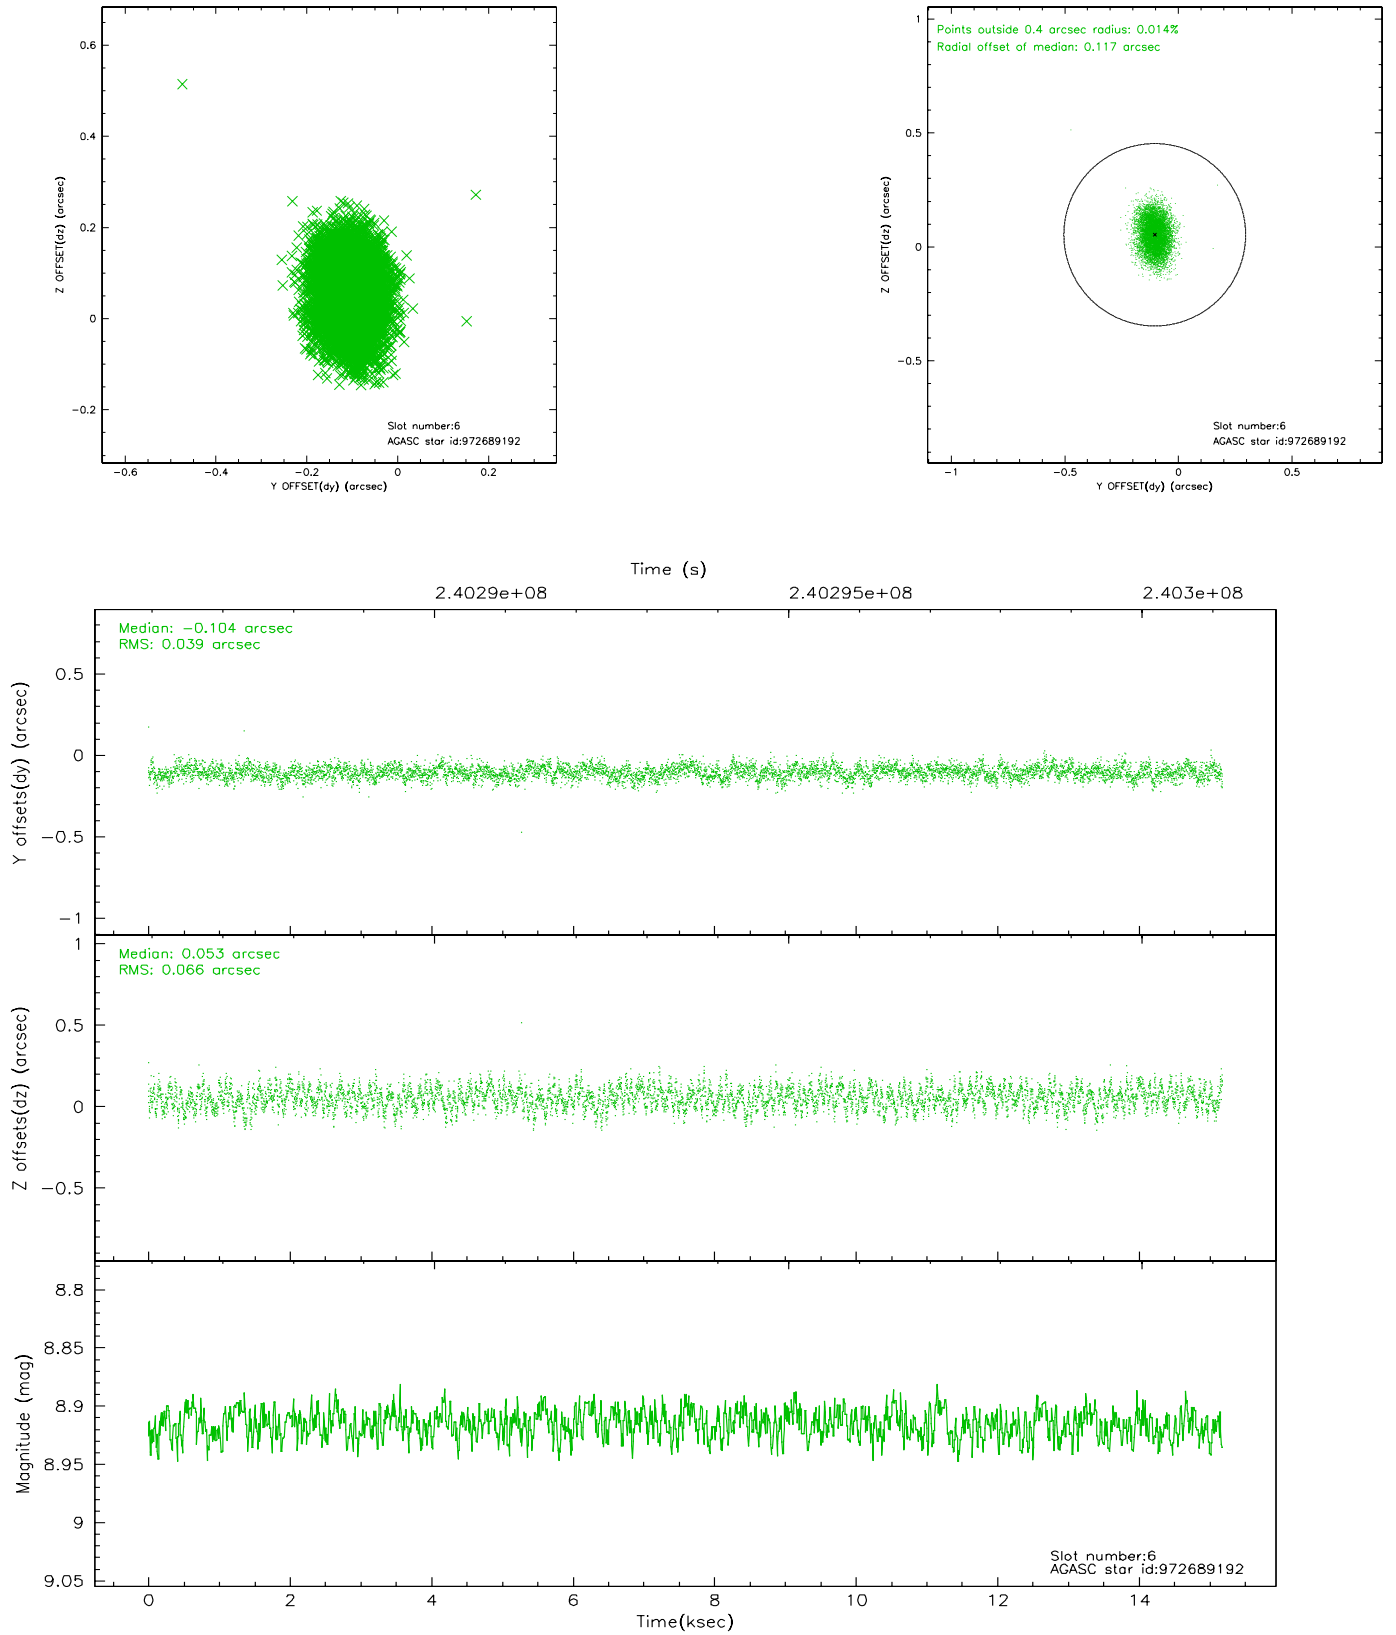 0.6
0.4
0.2
0
−0.2
Z OFFSET(dz) (arcsec)
Slot number:6
AGASC star id:972689192
−0.6 −0.4 −0.2 0 0.2
Y OFFSET(dy) (arcsec)
Points outside 0.4 arcsec radius: 0.014%
Radial offset of median: 0.117 arcsec
1
0.5
0
−0.5
Z OFFSET(dz) (arcsec)
Slot number:6
AGASC star id:972689192
−1 −0.5 0 0.5
Y OFFSET(dy) (arcsec)
Time (s)
2.4029e+08 2.40295e+08 2.403e+08
Median: −0.104 arcsec
RMS: 0.039 arcsec
0.5
0
−0.5
−1
Y offsets(dy) (arcsec)
Median: 0.053 arcsec
RMS: 0.066 arcsec
1
0.5
0
−0.5
Z offsets(dz) (arcsec)
8.8
8.85
8.9
8.95
9
9.05
Magnitude (mag)
Slot number:6
AGASC star id:972689192
0 2 4 6 8 10 12 14
Time(ksec)